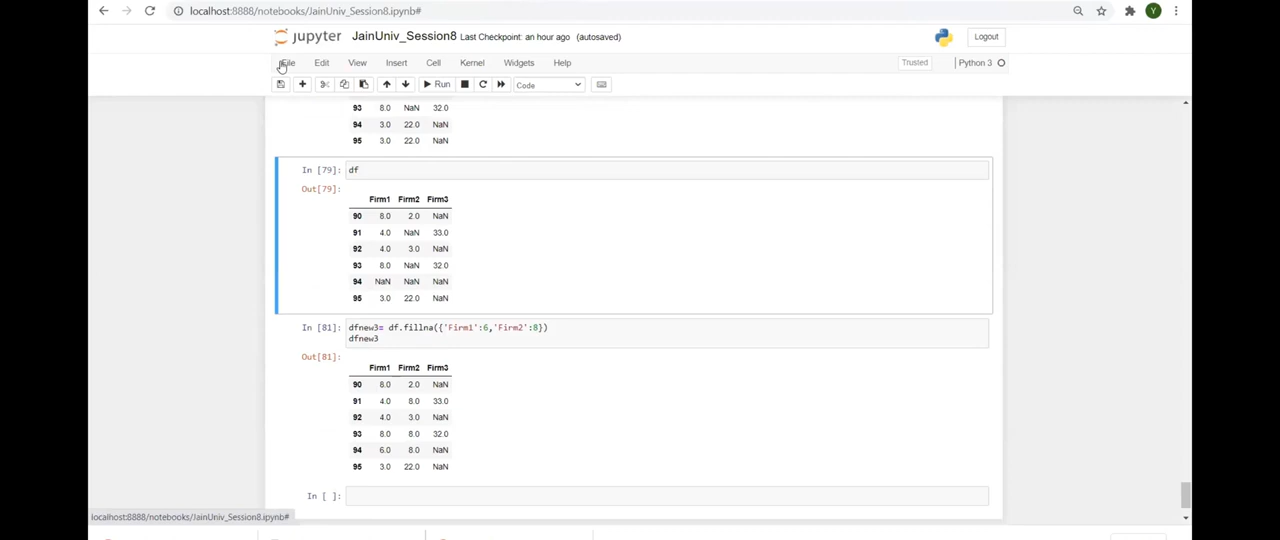 localhost:8888/notebooks/JainUniv_Session8.ipynb#
Y
jupyter JainUniv_Session8 Last Checkpoint: an hour ago (autosaved) Logout
File Edit View Insert Cell Kernel Widgets Help Trusted Python 3
Run Code
93 8.0 NaN 32.0
94 3.0 22.0 NaN
95 3.0 22.0 NaN
In [79]: df
Out[79]:
Firm1 Firm2 Firm3
90 8.0 2.0 NaN
91 4.0 NaN 33.0
92 4.0 3.0 NaN
93 8.0 NaN 32.0
94 NaN NaN NaN
95 3.0 22.0 NaN
In [81]: dfnew3= df.fillna({'Firm1':6,'Firm2':8})
dfnew3
Out[81]:
Firm1 Firm2 Firm3
90 8.0 2.0 NaN
91 4.0 8.0 33.0
92 4.0 3.0 NaN
93 8.0 8.0 32.0
94 6.0 8.0 NaN
95 3.0 22.0 NaN
In [ ]:
localhost:8888/notebooks/JainUniv_Session8.ipynb#